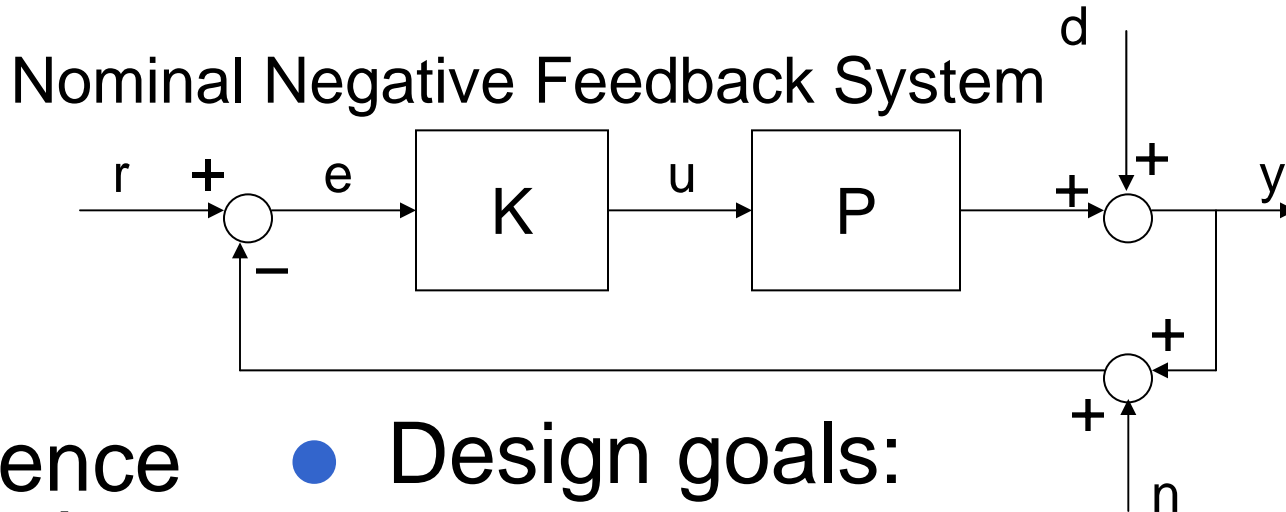 d
Nominal Negative Feedback System
r + e K u P + + y
−
+
ence ● Design goals:
+
n